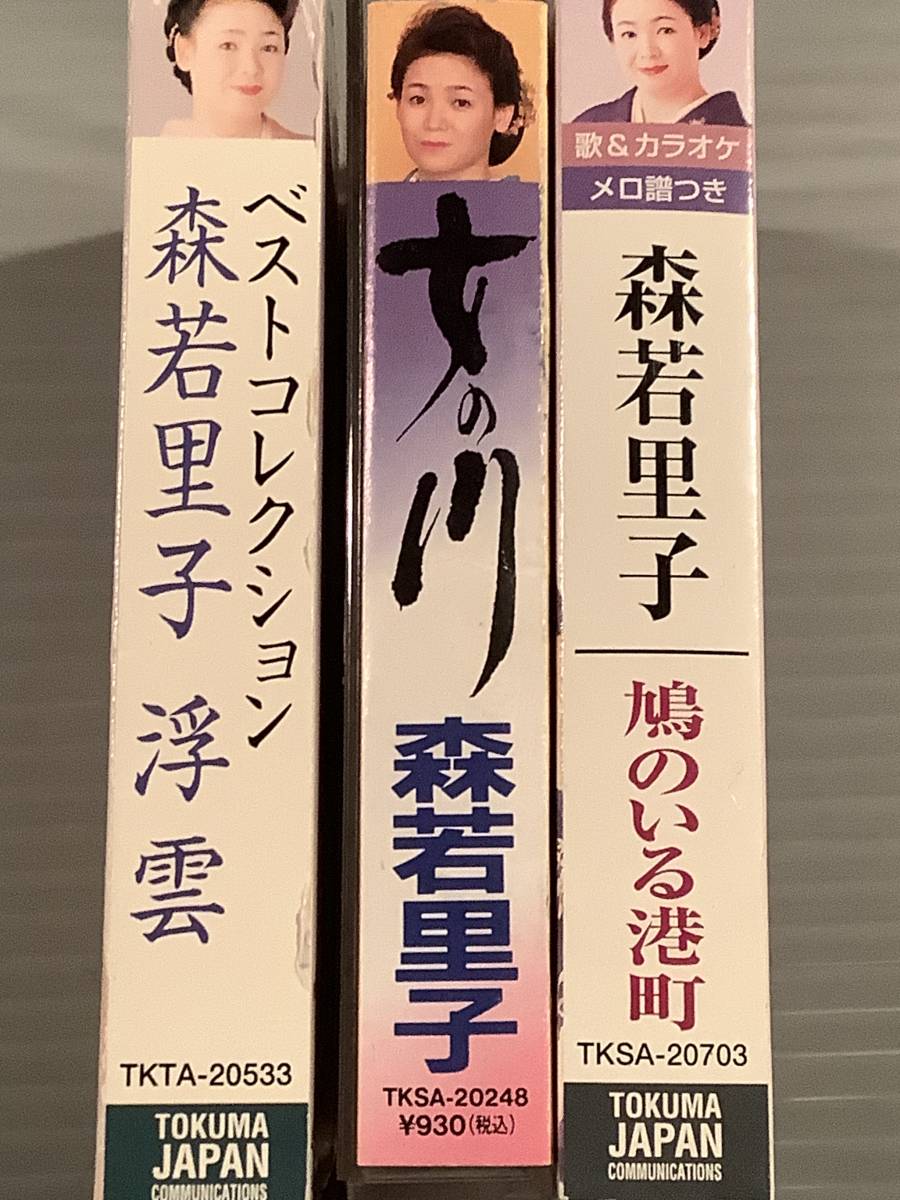 ベストコレクション
森若里子 浮雲
TKTA-20533
TOKUMA
JAPAN
COMMUNICATIONS
女の川
森若里子
TKSA-20248
¥930(税込)
歌&カラオケ
メロ譜つき
森若里子
鳩のいる港町
TKSA-20703
TOKUMA
JAPAN
COMMUNICATIONS